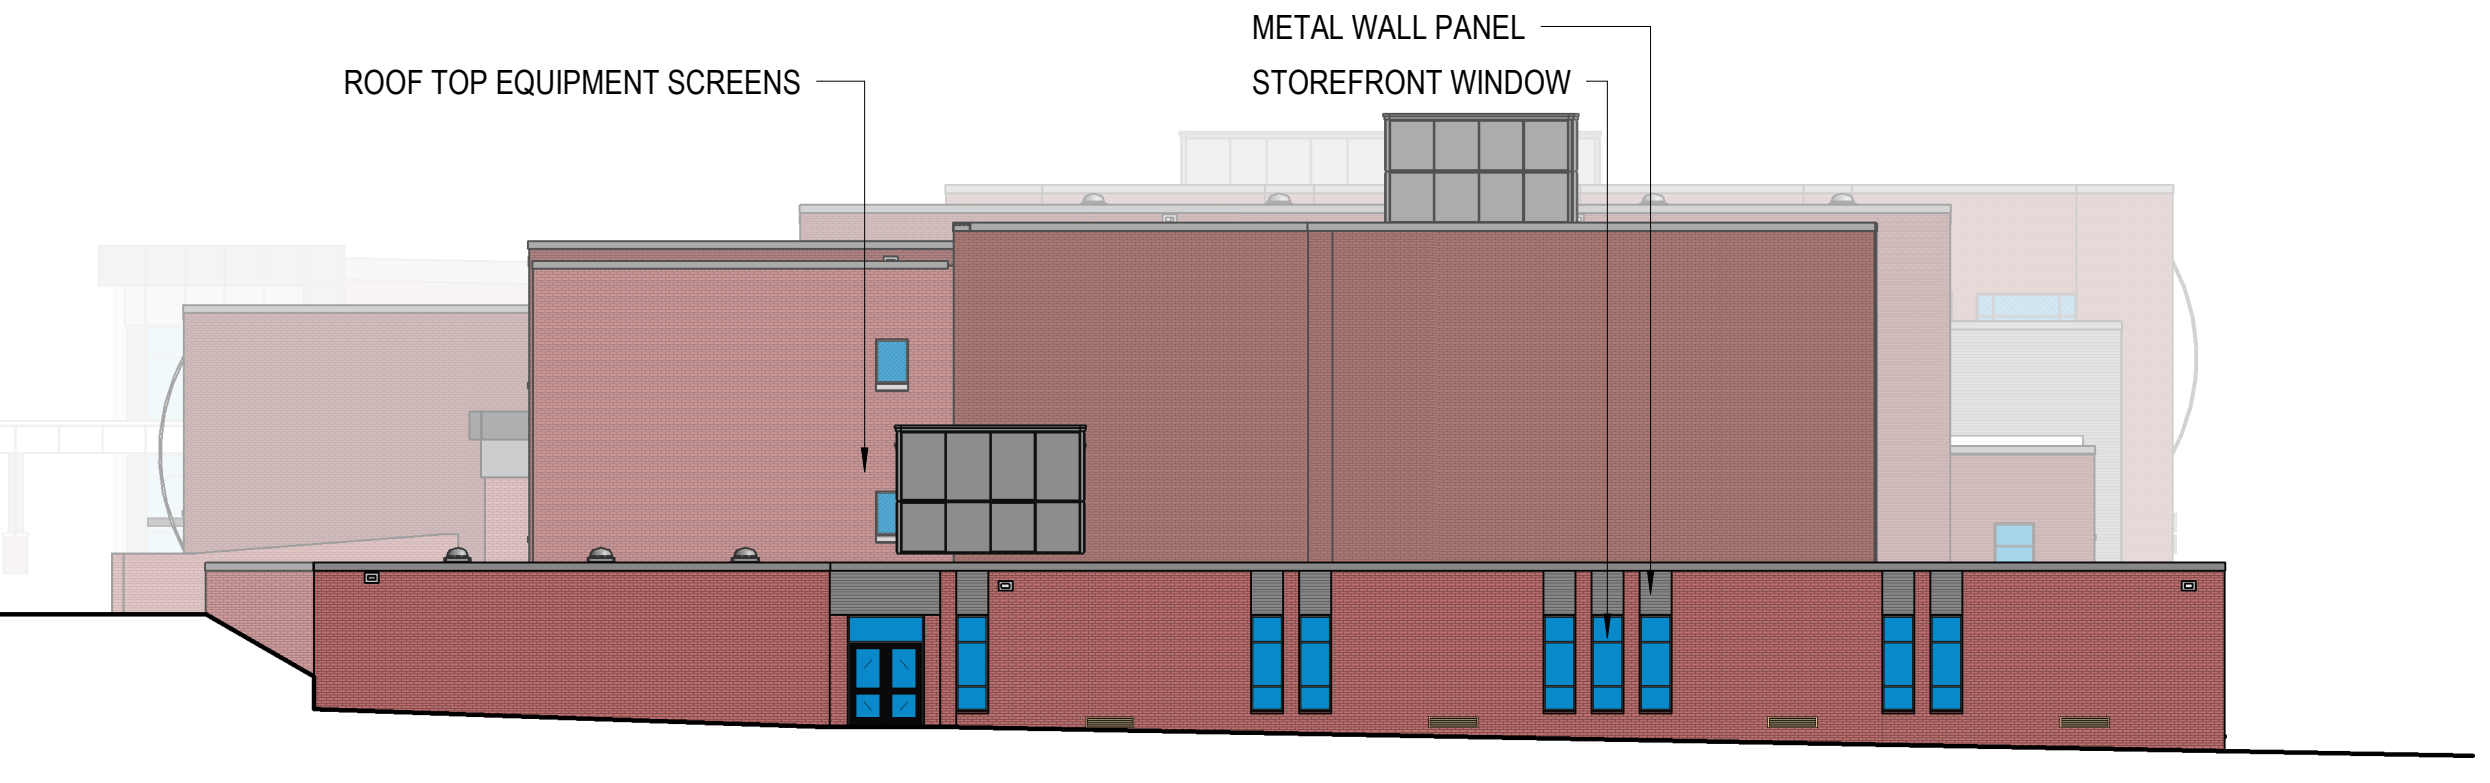 METAL WALL PANEL
ROOF TOP EQUIPMENT SCREENS
STOREFRONT WINDOW